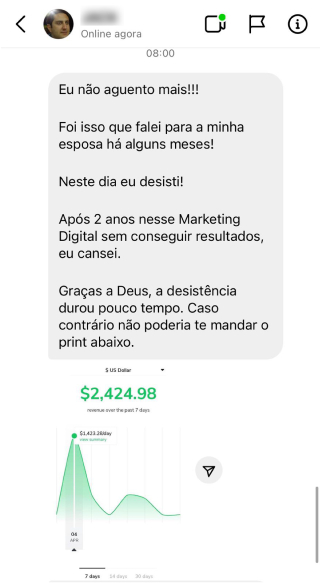 Online agora
08:00
Eu não aguento mais!!!
Foi isso que falei para a minha
esposa há alguns meses!
Neste dia eu desisti!
Após 2 anos nesse Marketing
Digital sem conseguir resultados,
eu cansei.
Graças a Deus, a desistência
durou pouco tempo. Caso
contrário não poderia te mandar o
print abaixo.
$ US Dollar
$2,424.98
revenue over the past 7 days
$1,423.28/day
view summary
04
APR
7 days 14 days 30 days